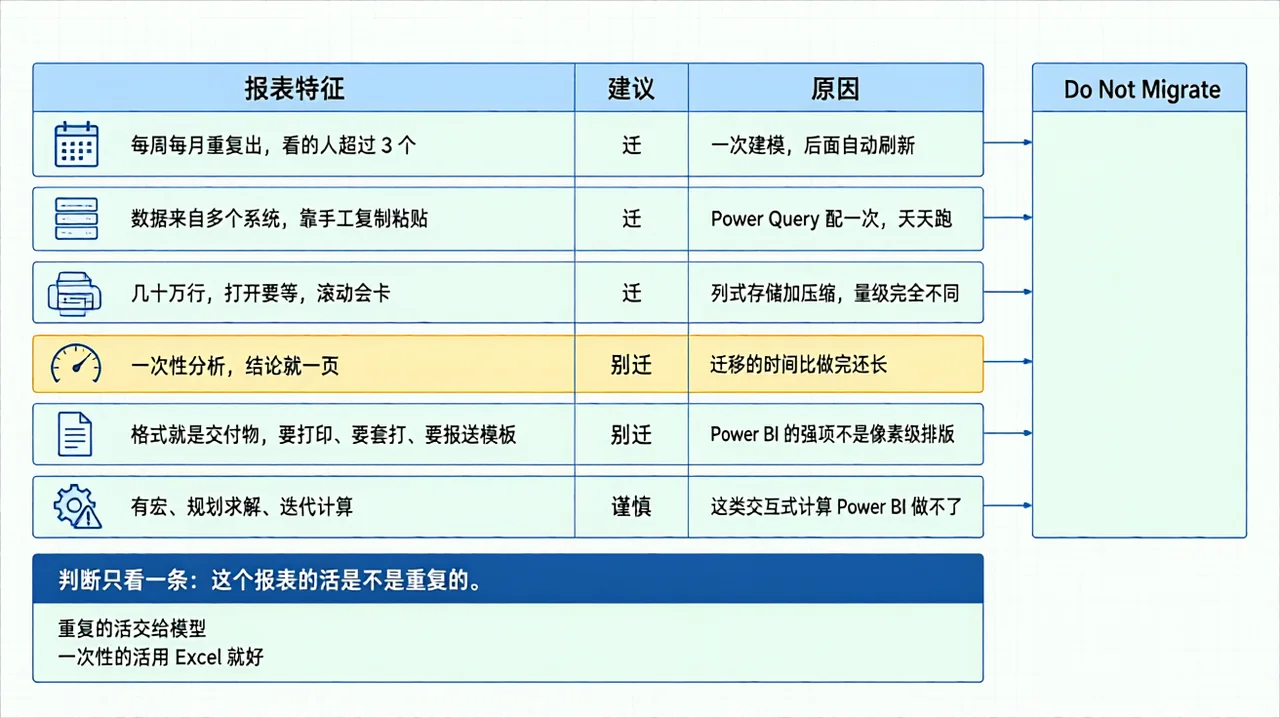 报表特征
建议
原因
Do Not Migrate
每周每月重复出，看的人超过 3 个
迁
一次建模，后面自动刷新
数据来自多个系统，靠手工复制粘贴
迁
Power Query 配一次，天天跑
几十万行，打开要等，滚动会卡
迁
列式存储加压缩，量级完全不同
一次性分析，结论就一页
别迁
迁移的时间比做完还长
格式就是交付物，要打印、要套打、要报送模板
别迁
Power BI 的强项不是像素级排版
有宏、规划求解、迭代计算
谨慎
这类交互式计算 Power BI 做不了
判断只看一条：这个报表的活是不是重复的。
重复的活交给模型
一次性的活用 Excel 就好